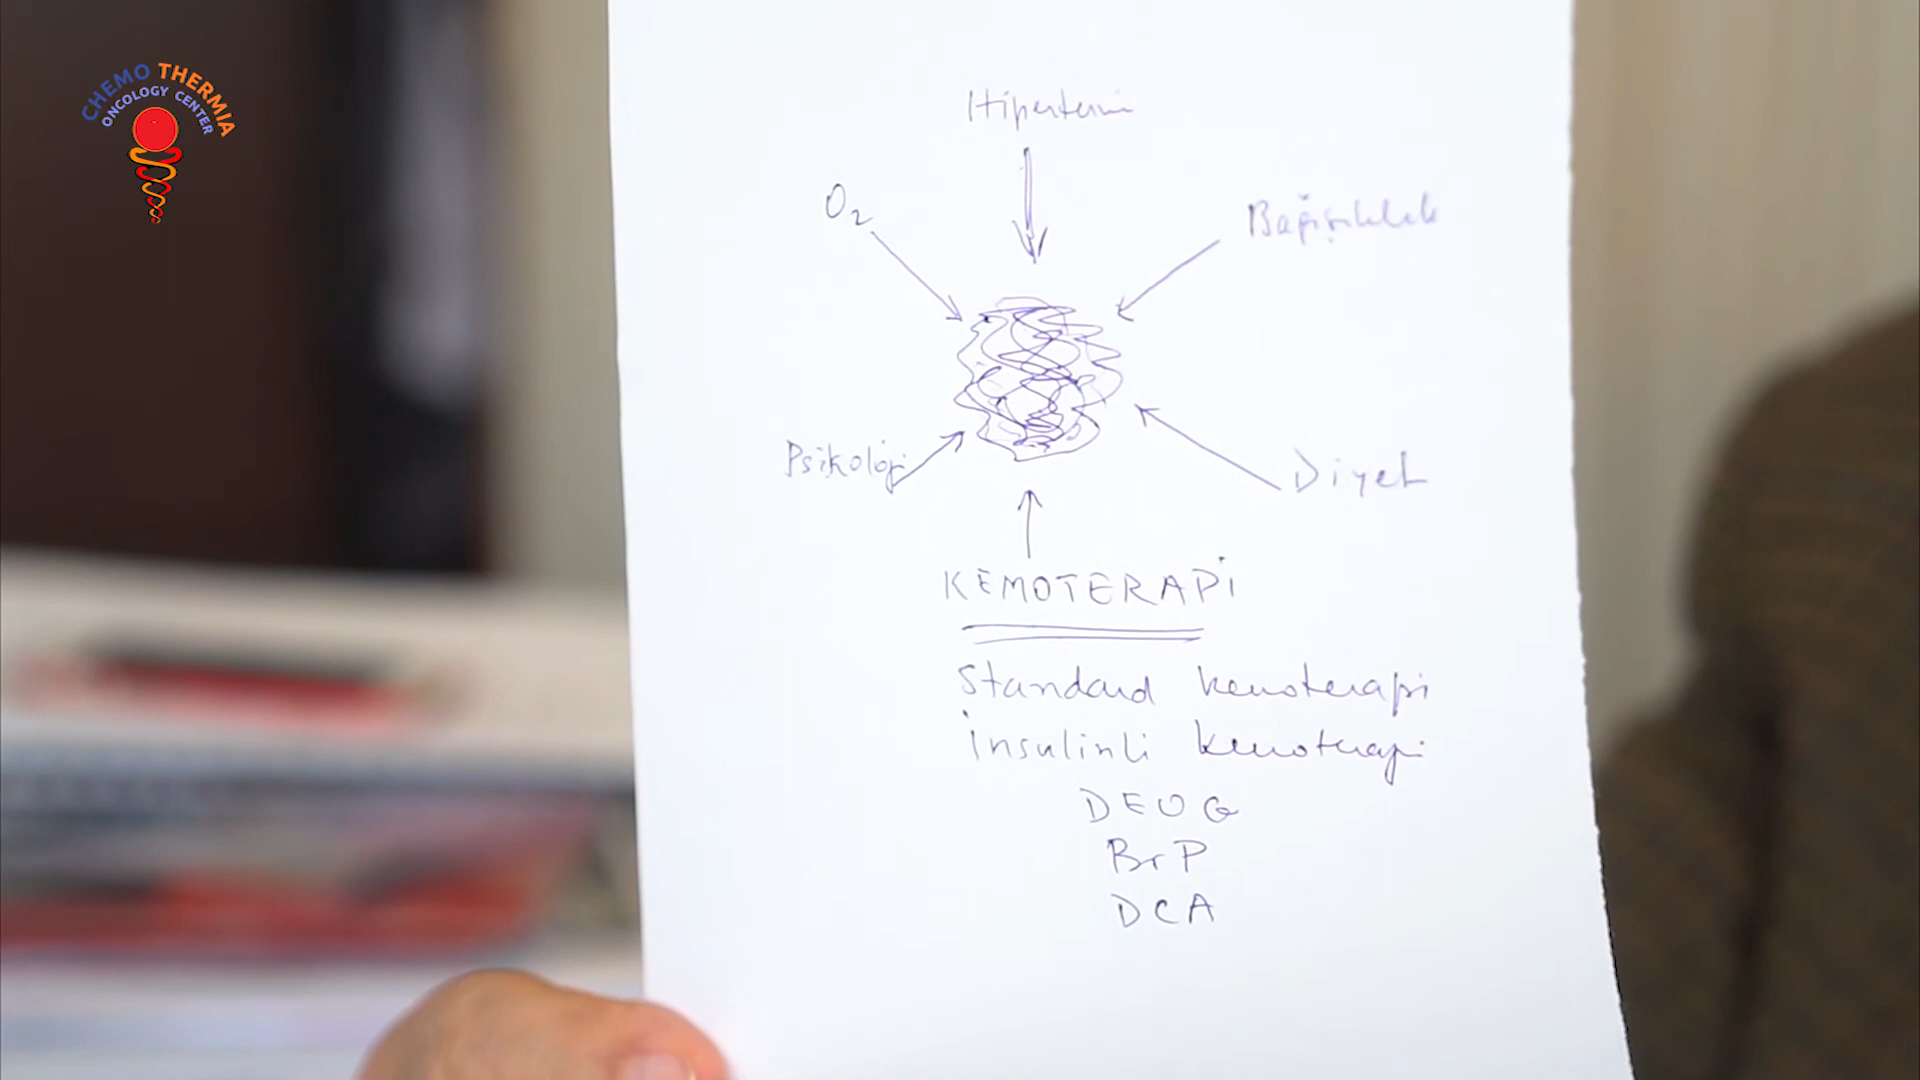 CHEMO THERMIA
ONCOLOGY CENTER
Hipertermi
O2
Bağışıklık
Psikoloji
Diyet
KEMOTERAPİ
Standard kemoterapi
İnsulinli kemoterapi
DEOG
BrP
DCA